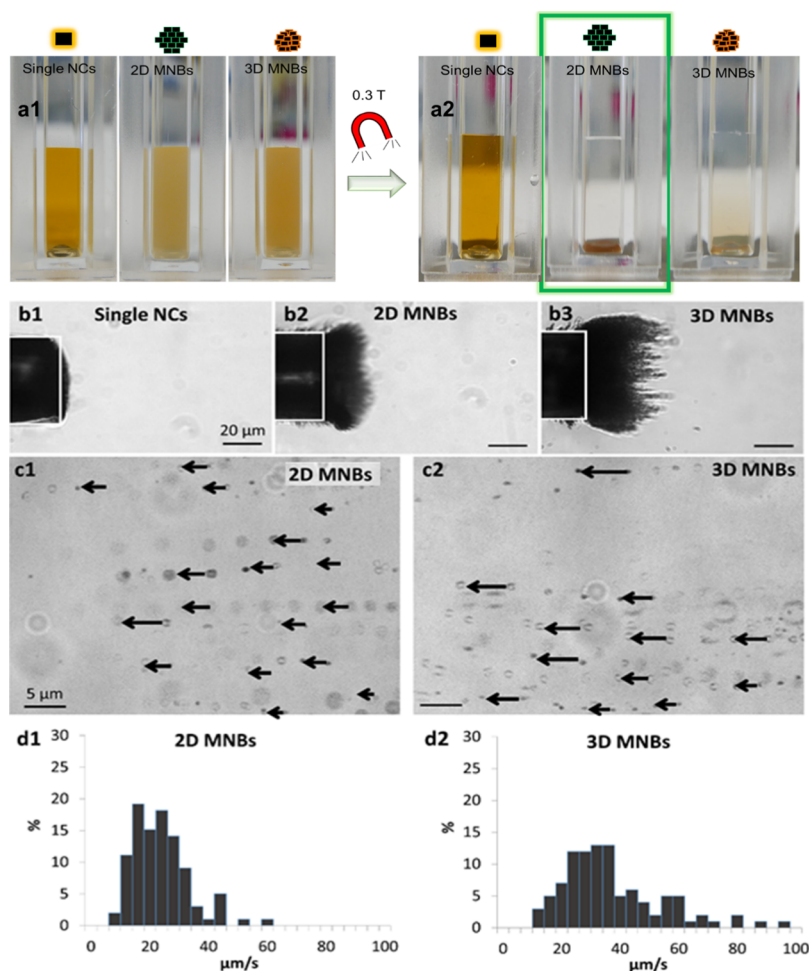 Single NCs 2D MNBs 3D MNBs
a1
0.3 T
Single NCs 2D MNBs 3D MNBs
a2
b1 Single NCs
20 μm
b2 2D MNBs
b3 3D MNBs
c1 2D MNBs
5 μm
c2 3D MNBs
d1 2D MNBs
30
25
20
15
10
5
0
%
0 20 40 60 80 100
μm/s
d2 3D MNBs
30
25
20
15
10
5
0
%
0 20 40 60 80 100
μm/s